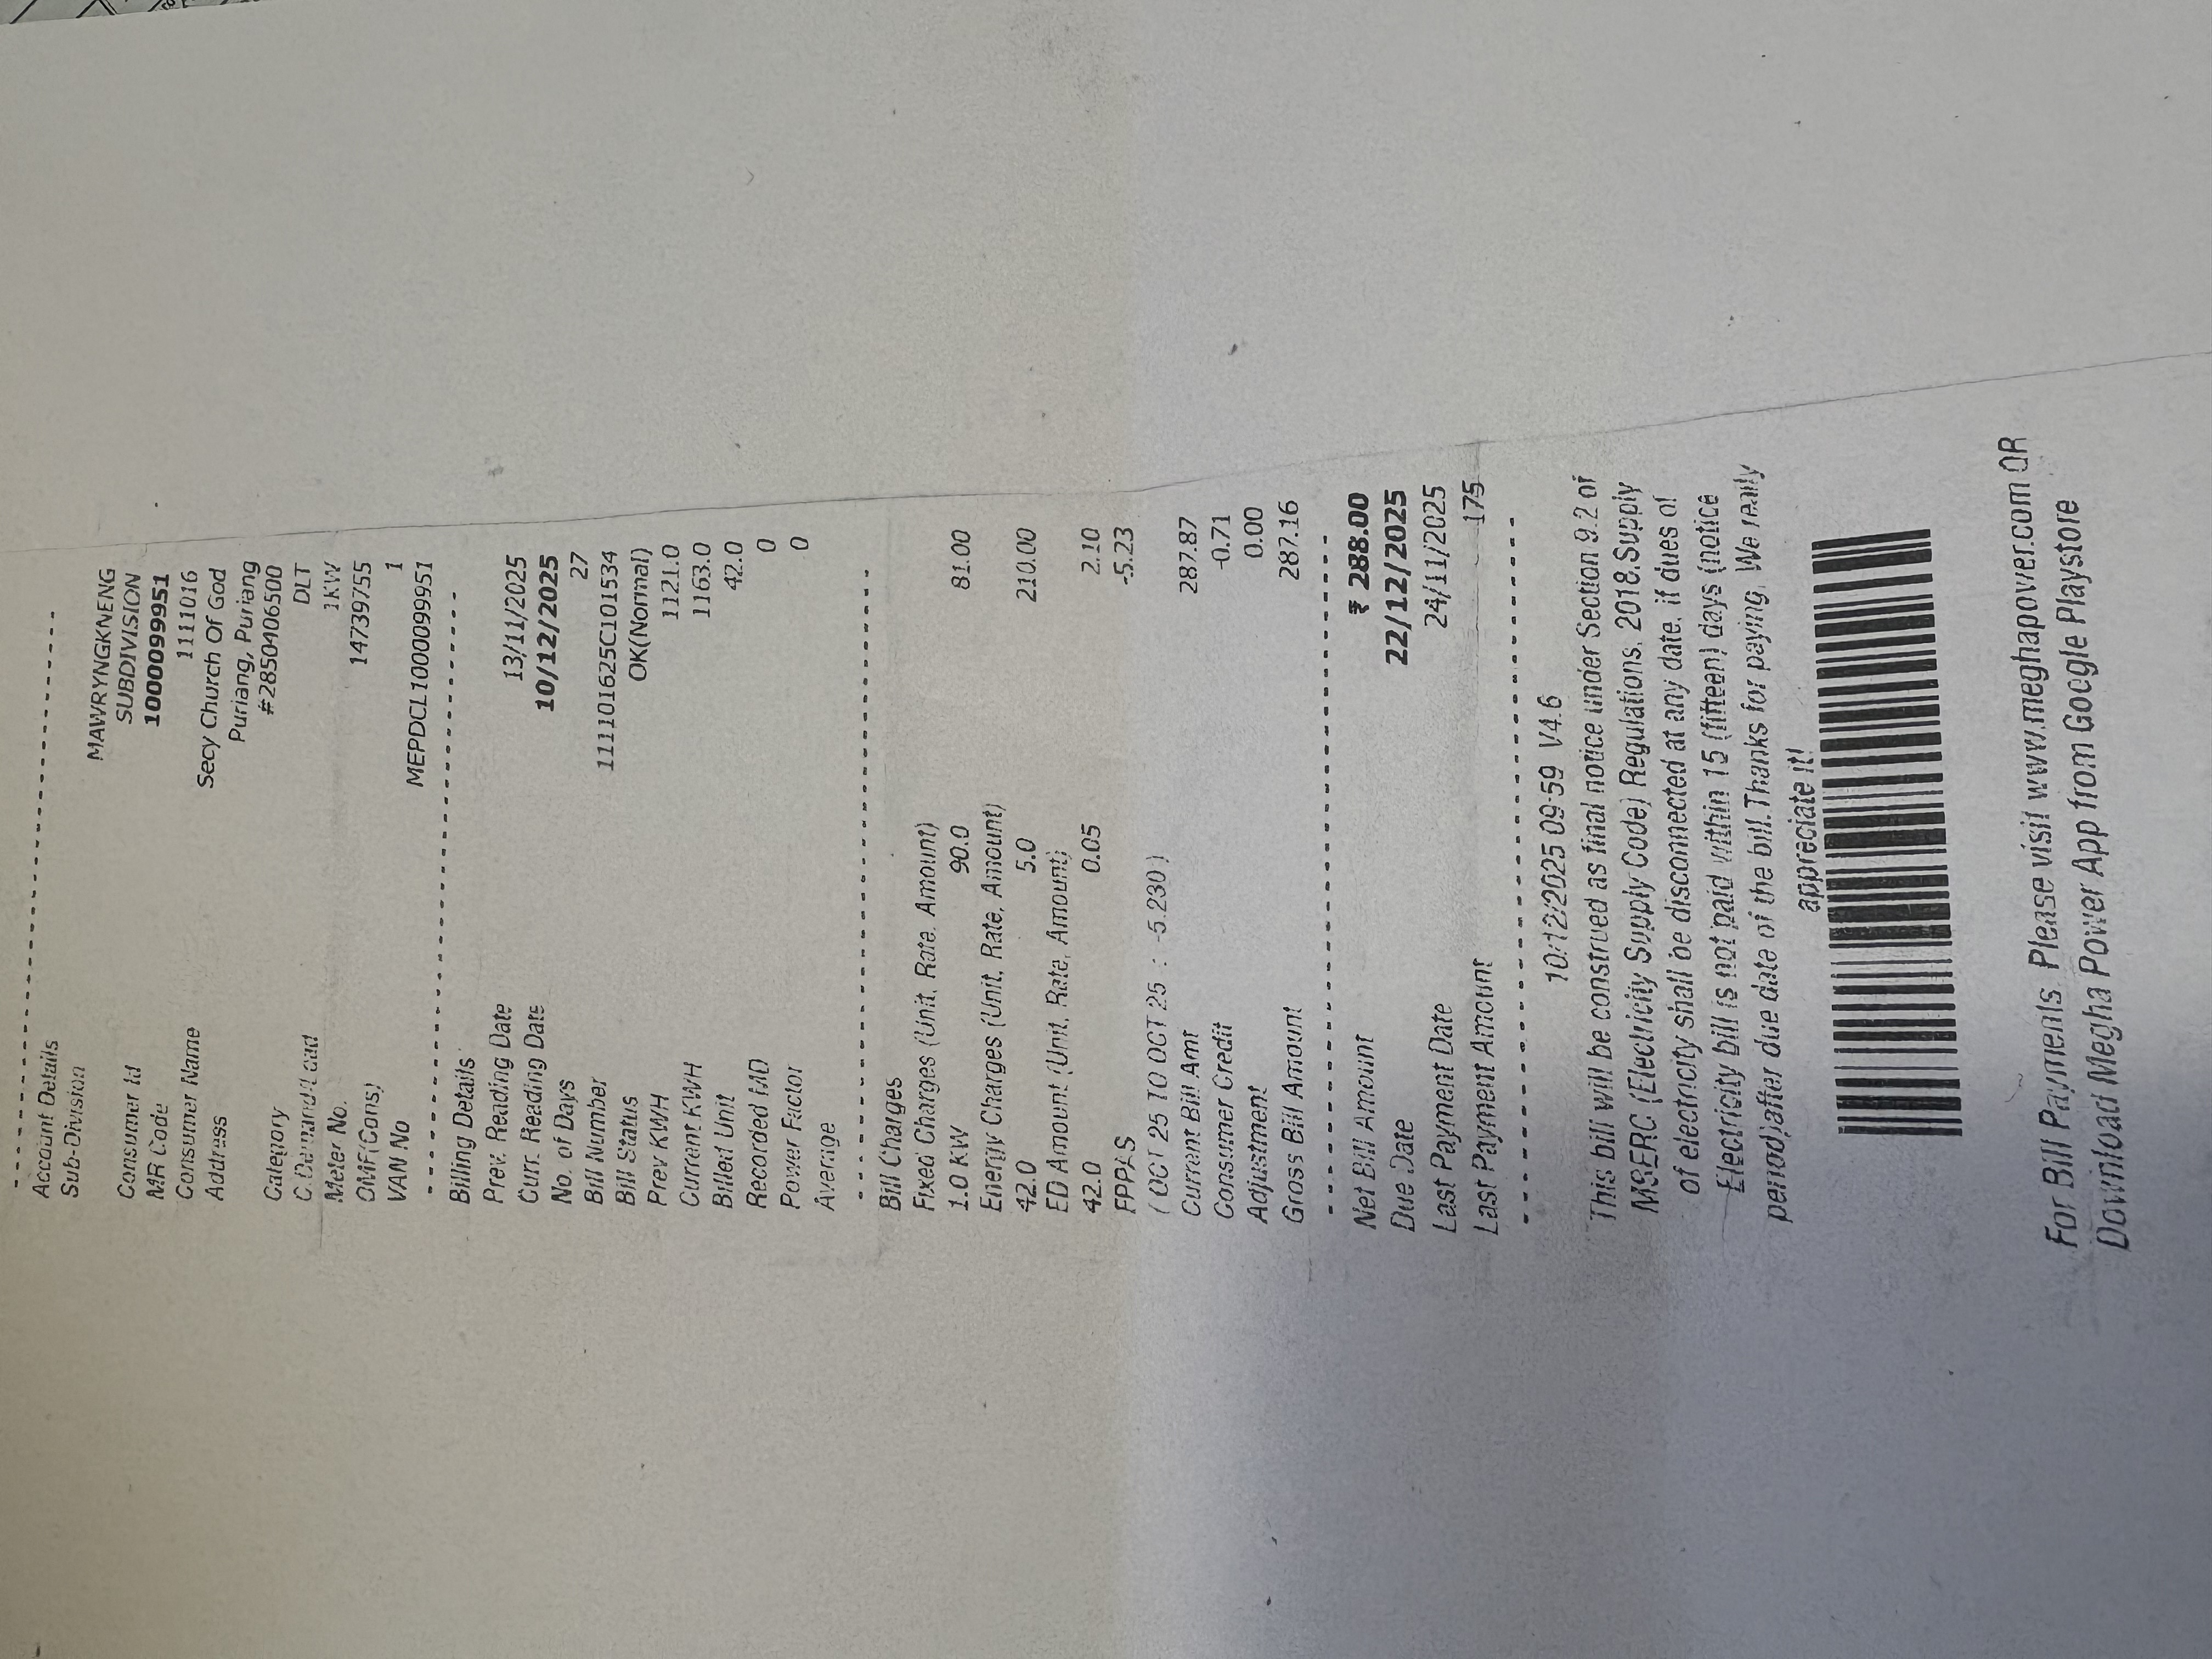 Account Details
Sub-Division MAWRYNGKNENG
SUBDIVISION
Consumer Id 100009​9951
MR Code 1111016
Consumer Name Secy Church Of God
Address Puriang, Puriang
#2850406500
Category DLT
C.Demand/Load 1KW
Meter No. 14739755
OMF(Cons) 1
VAN No MEPDCL1000099951
Billing Details
Prev. Reading Date 13/11/2025
Curr. Reading Date 10/12/2025
No. of Days 27
Bill Number 111101625C101534
Bill Status OK(Normal)
Prev KWH 1121.0
Current KWH 1163.0
Billed Unit 42.0
Recorded MD 0
Power Factor 0
Average
Bill Charges
Fixed Charges (Unit, Rate, Amount)
1.0 KW 90.0 81.00
Energy Charges (Unit, Rate, Amount)
42.0 5.0 210.00
ED Amount (Unit, Rate, Amount)
42.0 0.05 2.10
FPPAS -5.23
( OCT 25 TO OCT 25 : -5.230 )
Current Bill Amt 287.87
Consumer Credit -0.71
Adjustment 0.00
Gross Bill Amount 287.16
Net Bill Amount ₹ 288.00
Due Date 22/12/2025
Last Payment Date 24/11/2025
Last Payment Amount 175
10/12/2025 09:59 V4.6
This bill will be construed as final notice under Section 9.2 of
MSERC (Electricity Supply Code) Regulations, 2018.Supply
of electricity shall be disconnected at any date, if dues of
Electricity bill is not paid within 15 (fifteen) days (notice
period)after due date of the bill.Thanks for paying. We really
appreciate it!
For Bill Payments. Please visit www.meghapower.com OR
Download Megha Power App from Google Playstore